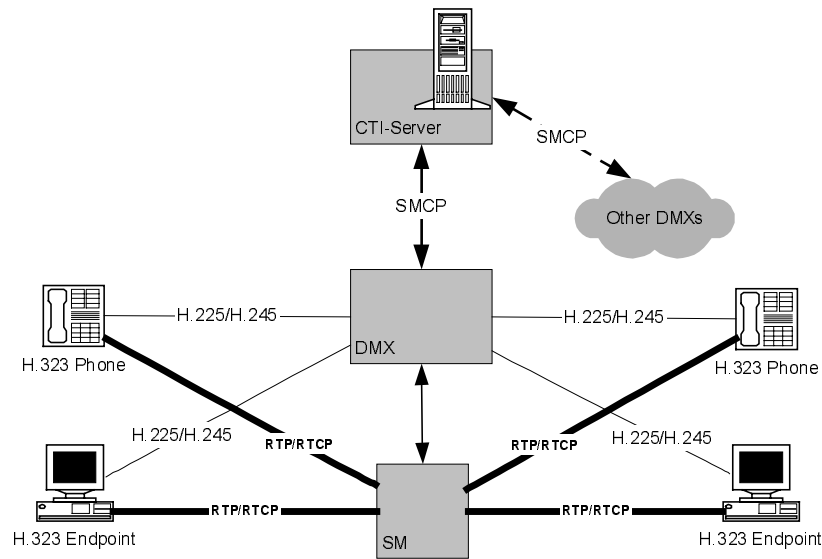 CTI-Server
SMCP
SMCP
Other DMXs
H.225/H.245
H.225/H.245
H.323 Phone
DMX
H.323 Phone
H.225/H.245
RTP/RTCP
RTP/RTCP
H.225/H.245
RTP/RTCP
RTP/RTCP
H.323 Endpoint
SM
H.323 Endpoint